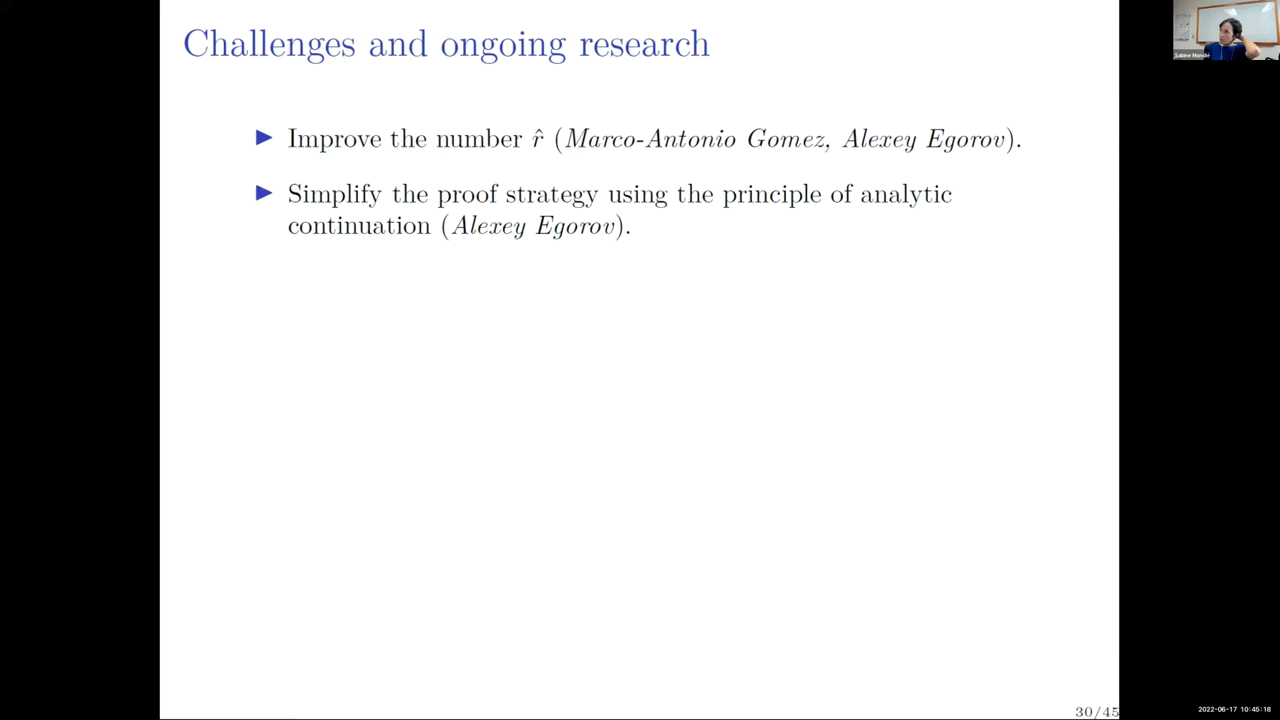 Challenges and ongoing research
▶ Improve the number r̂ (Marco-Antonio Gomez, Alexey Egorov).
▶ Simplify the proof strategy using the principle of analytic
continuation (Alexey Egorov).
30/45
2022-06-17 10:45:18